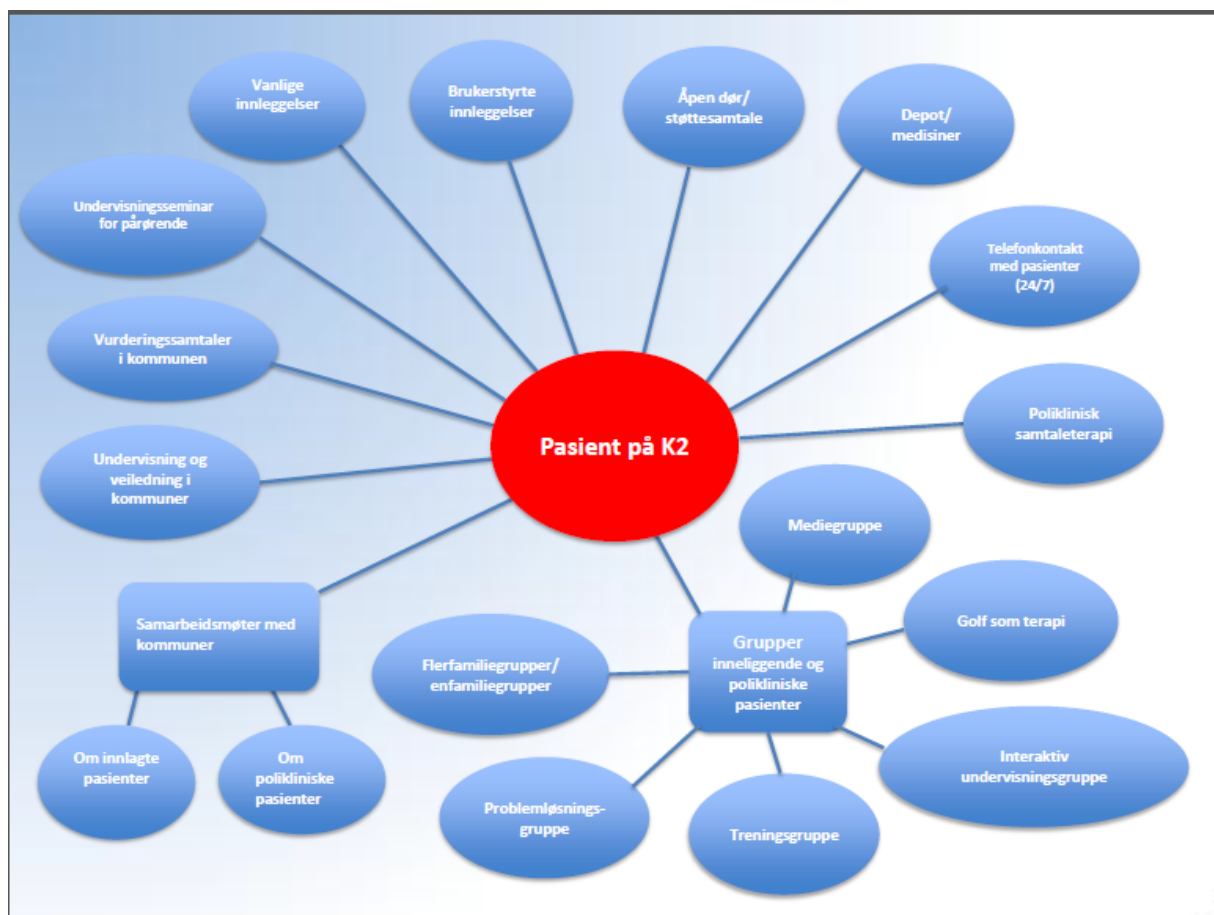 Vanlige
innleggelser
Brukerstyrte
innleggelser
Åpen dør/
støttesamtale
Depot/
medisiner
Undervisningsseminar
for pårørende
Telefonkontakt
med pasienter
(24/7)
Vurderingssamtaler
i kommunen
Pasient på K2
Poliklinisk
samtaleterapi
Undervisning og
veiledning i
kommuner
Mediegruppe
Samarbeidsmøter med
kommuner
Golf som terapi
Grupper
inneliggende og
polikliniske
pasienter
Flerfamiliegrupper/
enfamiliegrupper
Om innlagte
pasienter
Om
polikliniske
pasienter
Interaktiv
undervisningsgruppe
Problemløsnings-
gruppe
Treningsgruppe